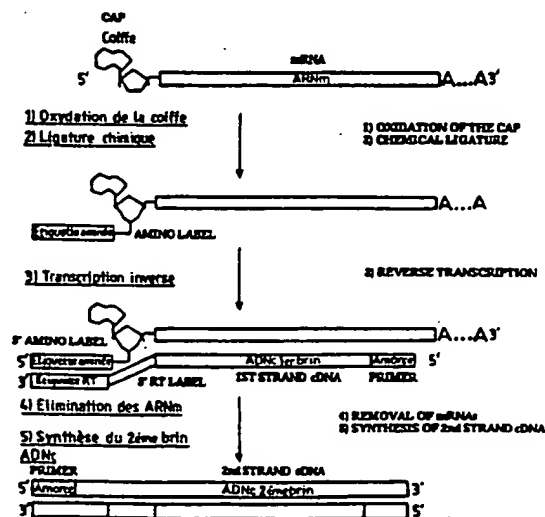 CAP
Coiffe
mRNA
5' ARNm A...A3'
1) Oxydation de la coiffe
2) Ligature chimique
1) OXIDATION OF THE CAP
2) CHEMICAL LIGATURE
A...A
Etiquette aminée AMINO LABEL
3) Transcription inverse
3) REVERSE TRANSCRIPTION
A...A3'
AMINO LABEL
5' Etiquette aminée ADNc 1er brin Amorce 5'
3' Etiquette RT 3' RT LABEL 1ST STRAND cDNA PRIMER
4) Elimination des ARNm
4) REMOVAL OF mRNAs
5) Synthèse du 2ème brin
ADNc
5) SYNTHESIS OF 2nd STRAND cDNA
PRIMER 2nd STRAND cDNA
5' Amorce ADNc 2èmebrin 3'
3' 5'